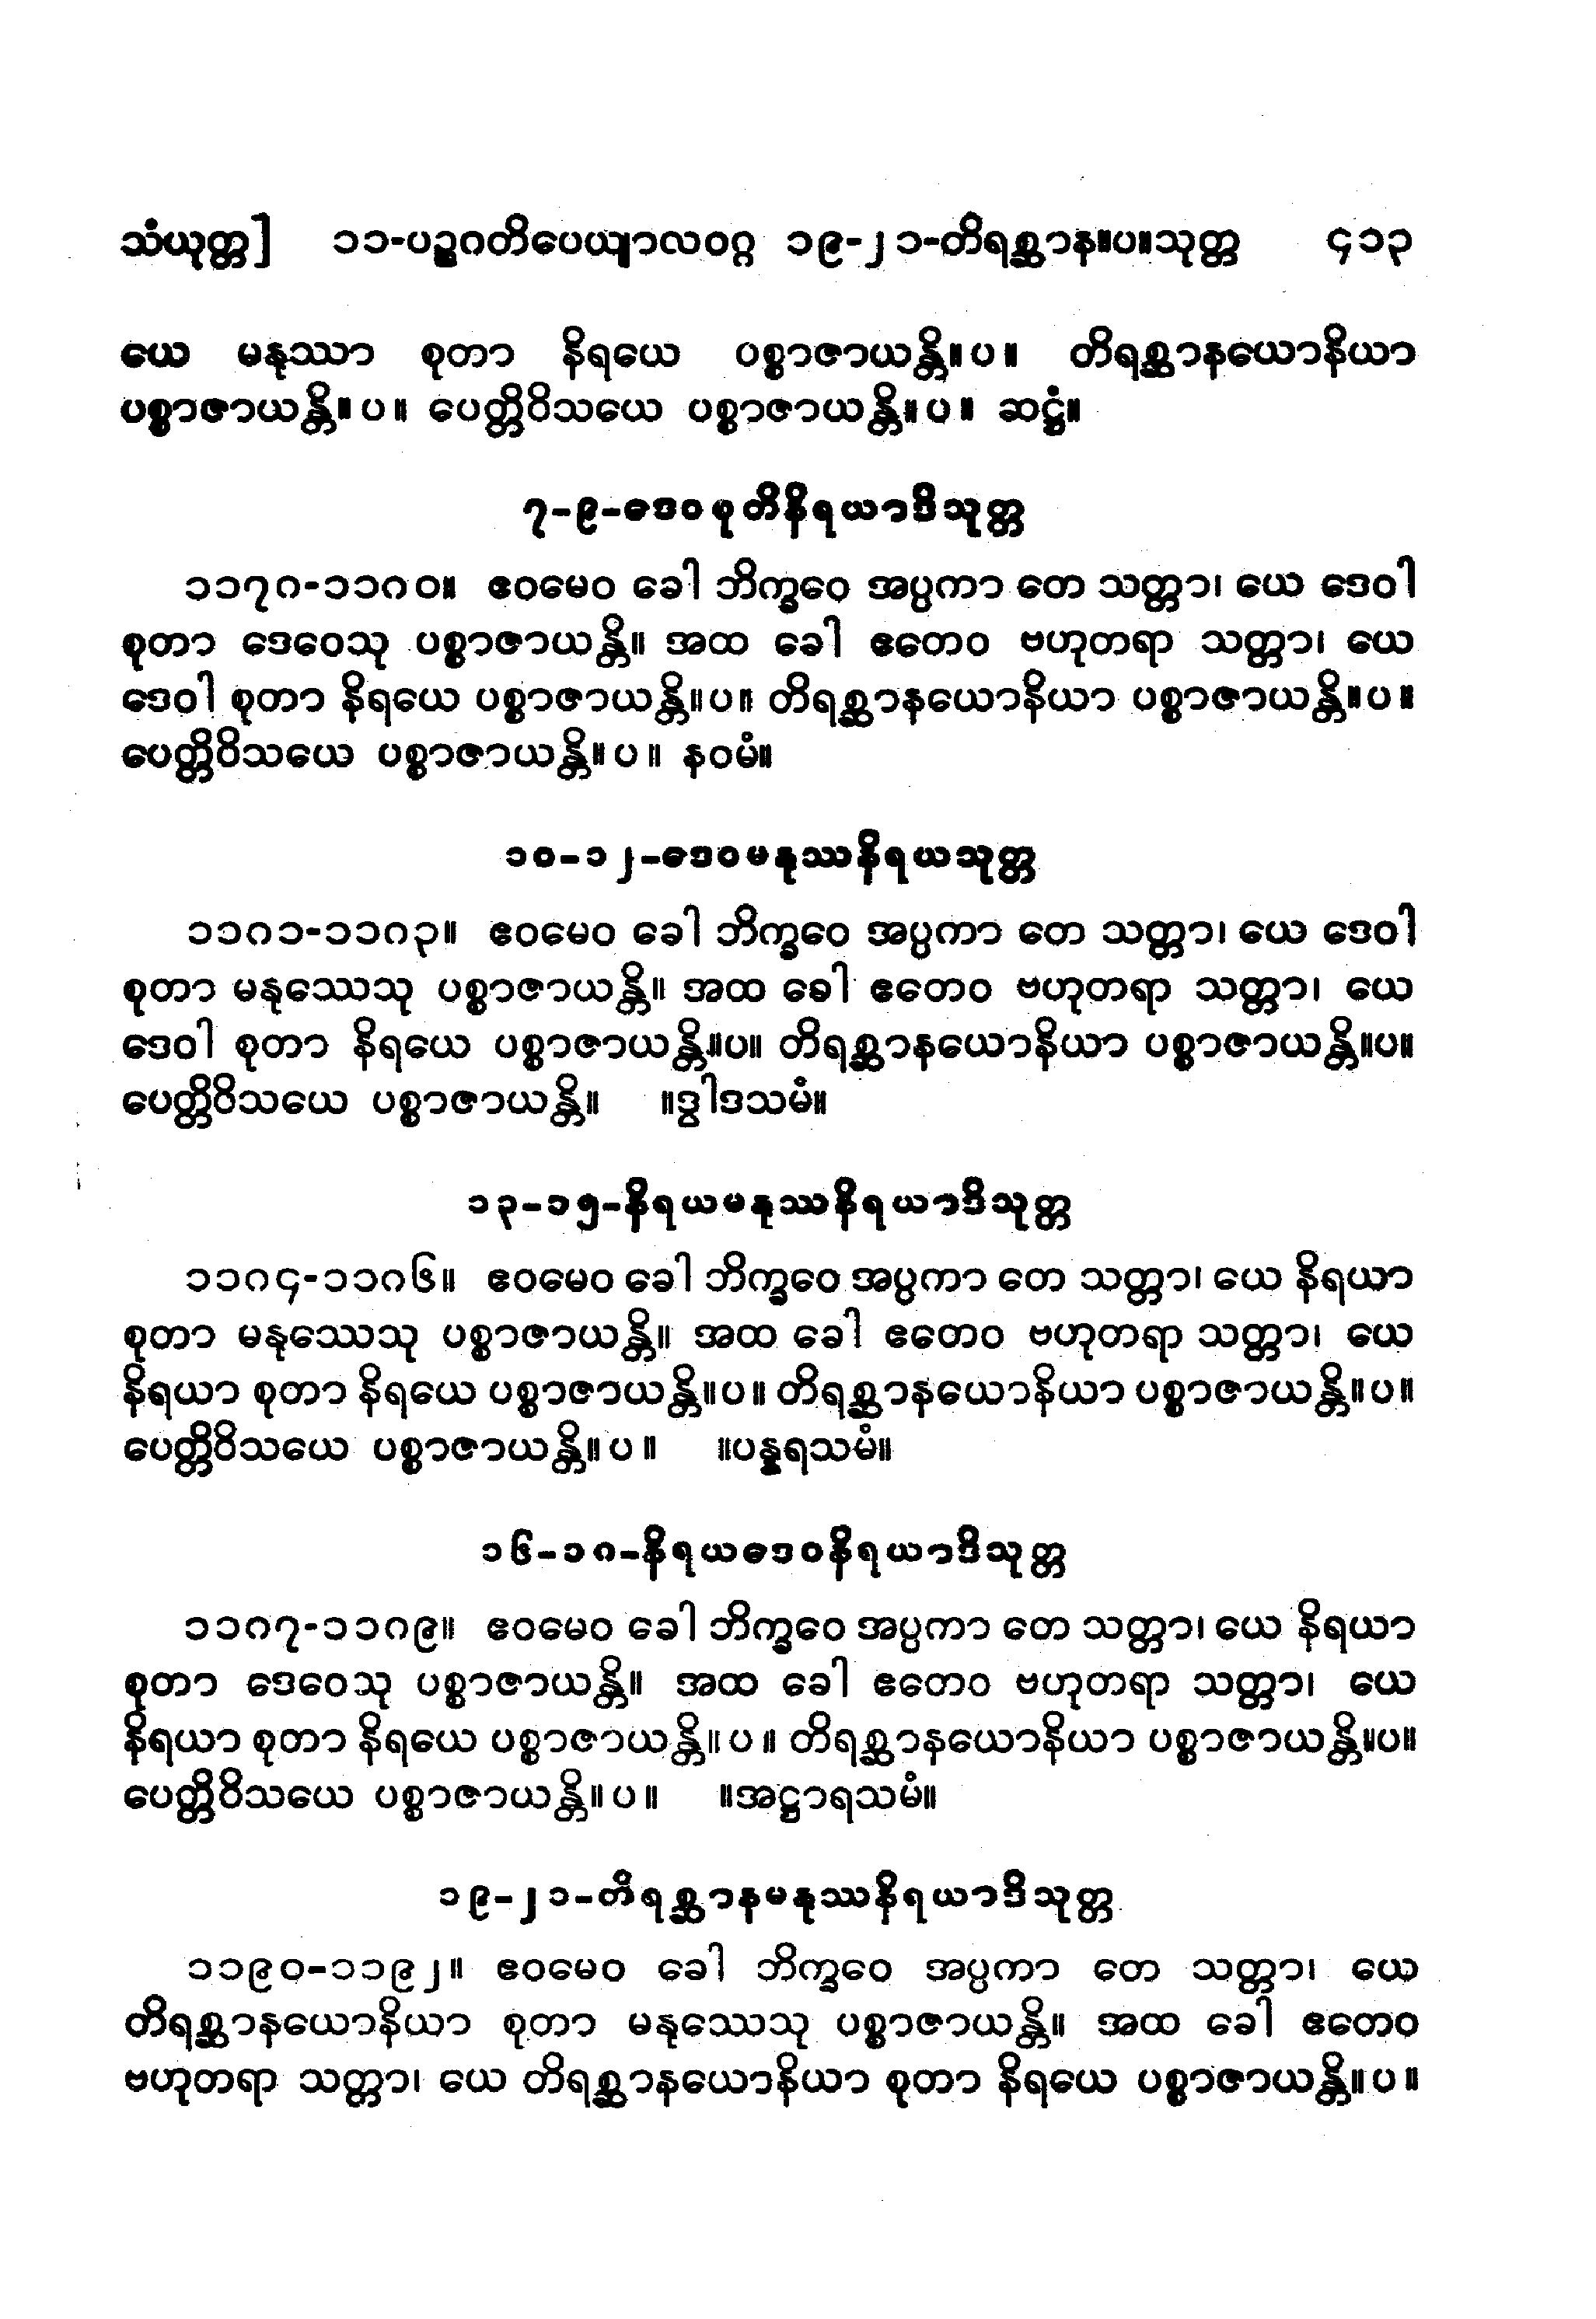 သံယုတ္တ] ၁၁-ပဉ္စဂတိပေယျာလဝဂ္ဂ ၁၉-၂၁-တိရစ္ဆာန။ပ။သုတ္တ ၄၁၃
ယေ မနုဿာ စုတာ နိရယေ ပစ္စာဇာယန္တိ။ပ။ တိရစ္ဆာနယောနိယာ
ပစ္စာဇာယန္တိ။ပ။ ပေတ္တိဝိသယေ ပစ္စာဇာယန္တိ။ပ။ ဆဋ္ဌံ။
၇-၉-ဒေဝစုတိနိရယာဒိသုတ္တ
၁၁၇၈-၁၁၈၀။ ဧဝမေဝ ခေါ ဘိက္ခဝေ အပ္ပကာ တေ သတ္တာ၊ ယေ ဒေဝါ
စုတာ ဒေဝေသု ပစ္စာဇာယန္တိ။ အထ ခေါ ဧတေဝ ဗဟုတရာ သတ္တာ၊ ယေ
ဒေဝါ စုတာ နိရယေ ပစ္စာဇာယန္တိ။ပ။ တိရစ္ဆာနယောနိယာ ပစ္စာဇာယန္တိ။ပ။
ပေတ္တိဝိသယေ ပစ္စာဇာယန္တိ။ပ။ နဝမံ။
၁၀-၁၂-ဒေဝမနုဿနိရယသုတ္တ
၁၁၈၁-၁၁၈၃။ ဧဝမေဝ ခေါ ဘိက္ခဝေ အပ္ပကာ တေ သတ္တာ၊ ယေ ဒေဝါ
စုတာ မနုဿေသု ပစ္စာဇာယန္တိ။ အထ ခေါ ဧတေဝ ဗဟုတရာ သတ္တာ၊ ယေ
ဒေဝါ စုတာ နိရယေ ပစ္စာဇာယန္တိ။ပ။ တိရစ္ဆာနယောနိယာ ပစ္စာဇာယန္တိ။ပ။
ပေတ္တိဝိသယေ ပစ္စာဇာယန္တိ။ ။ဒွါဒသမံ။
၁၃-၁၅-နိရယမနုဿနိရယာဒိသုတ္တ
၁၁၈၄-၁၁၈၆။ ဧဝမေဝ ခေါ ဘိက္ခဝေ အပ္ပကာ တေ သတ္တာ၊ ယေ နိရယာ
စုတာ မနုဿေသု ပစ္စာဇာယန္တိ။ အထ ခေါ ဧတေဝ ဗဟုတရာ သတ္တာ၊ ယေ
နိရယာ စုတာ နိရယေ ပစ္စာဇာယန္တိ။ပ။ တိရစ္ဆာနယောနိယာ ပစ္စာဇာယန္တိ။ပ။
ပေတ္တိဝိသယေ ပစ္စာဇာယန္တိ။ပ။ ။ပန္နရသမံ။
၁၆-၁၈-နိရယဒေဝနိရယာဒိသုတ္တ
၁၁၈၇-၁၁၈၉။ ဧဝမေဝ ခေါ ဘိက္ခဝေ အပ္ပကာ တေ သတ္တာ၊ ယေ နိရယာ
စုတာ ဒေဝေသု ပစ္စာဇာယန္တိ။ အထ ခေါ ဧတေဝ ဗဟုတရာ သတ္တာ၊ ယေ
နိရယာ စုတာ နိရယေ ပစ္စာဇာယန္တိ။ပ။ တိရစ္ဆာနယောနိယာ ပစ္စာဇာယန္တိ။ပ။
ပေတ္တိဝိသယေ ပစ္စာဇာယန္တိ။ပ။ ။အဋ္ဌာရသမံ။
၁၉-၂၁-တိရစ္ဆာနမနုဿနိရယာဒိသုတ္တ
၁၁၉၀-၁၁၉၂။ ဧဝမေဝ ခေါ ဘိက္ခဝေ အပ္ပကာ တေ သတ္တာ၊ ယေ
တိရစ္ဆာနယောနိယာ စုတာ မနုဿေသု ပစ္စာဇာယန္တိ။ အထ ခေါ ဧတေဝ
ဗဟုတရာ သတ္တာ၊ ယေ တိရစ္ဆာနယောနိယာ စုတာ နိရယေ ပစ္စာဇာယန္တိ။ပ။